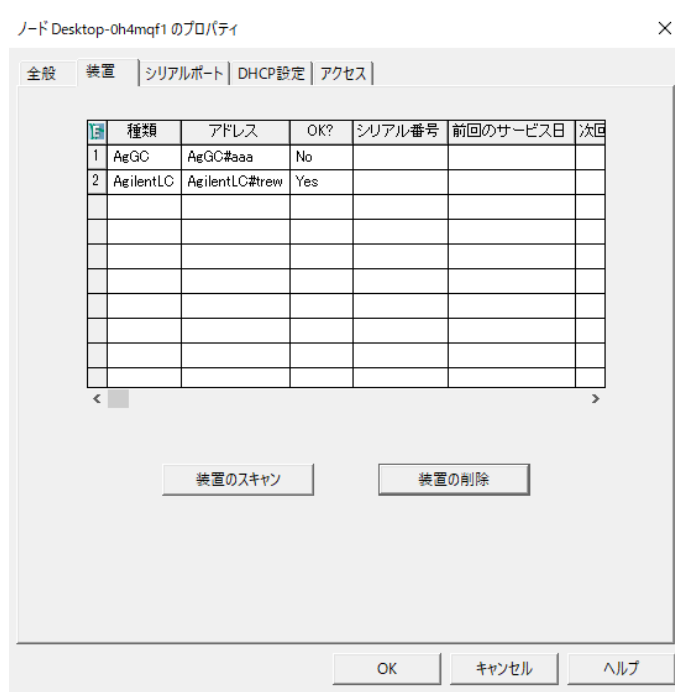 ノード Desktop-0h4mqf1 のプロパティ
全般 装置 シリアルポート DHCP設定 アクセス
種類 アドレス OK? シリアル番号 前回のサービス日 次回
1 AgGC AgGC#aaa No
2 AgilentLC AgilentLC#trew Yes
装置のスキャン 装置の削除
OK キャンセル ヘルプ